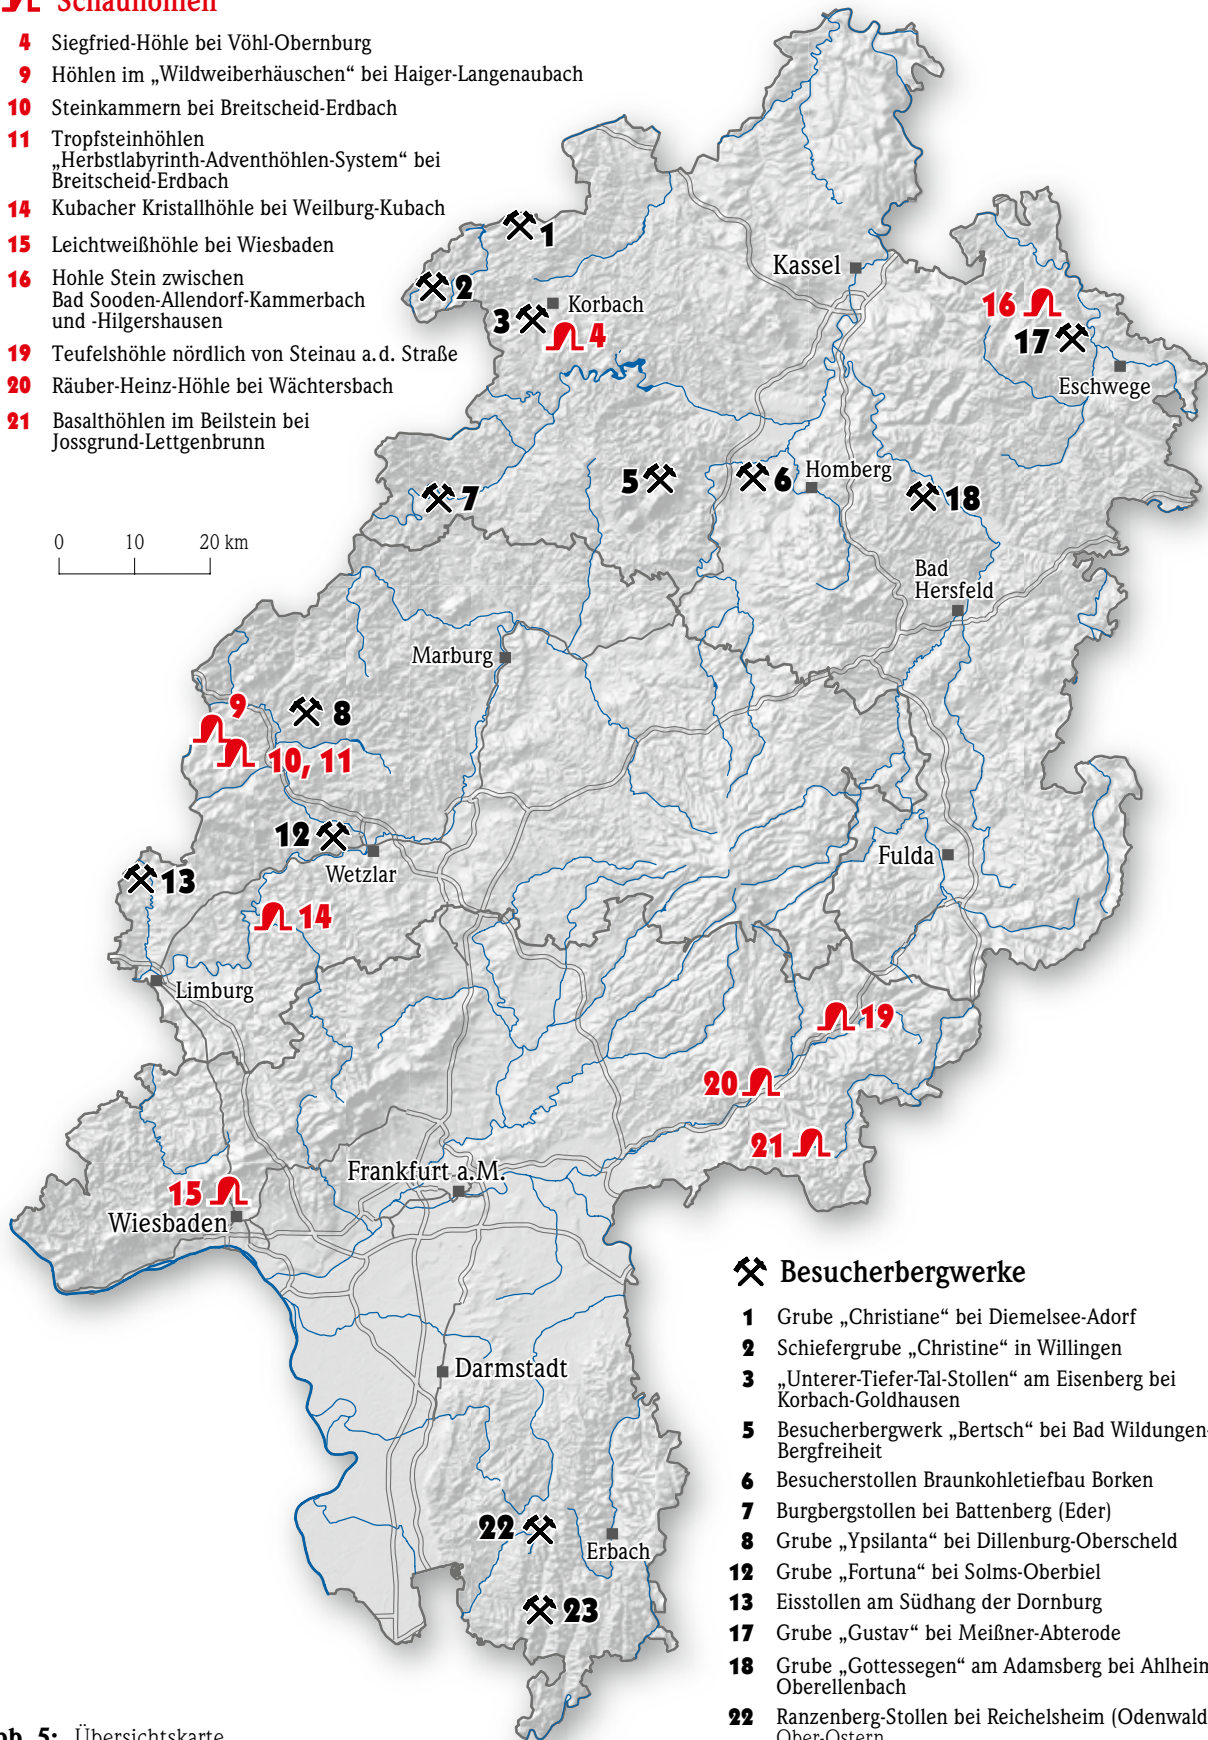 Schauhöhlen
4 Siegfried-Höhle bei Vöhl-Obernburg
9 Höhlen im „Wildweiberhäuschen“ bei Haiger-Langenaubach
10 Steinkammern bei Breitscheid-Erdbach
11 Tropfsteinhöhlen
„Herbstlabyrinth-Adventhöhlen-System“ bei
Breitscheid-Erdbach
14 Kubacher Kristallhöhle bei Weilburg-Kubach
15 Leichtweißhöhle bei Wiesbaden
16 Hohle Stein zwischen
Bad Sooden-Allendorf-Kammerbach
und -Hilgershausen
19 Teufelshöhle nördlich von Steinau a.d. Straße
20 Räuber-Heinz-Höhle bei Wächtersbach
21 Basalthöhlen im Beilstein bei
Jossgrund-Lettgenbrunn
0 10 20 km
1
Kassel
2
Korbach
16
3
4
17
Eschwege
5
6
Homberg
7
18
Bad
Hersfeld
Marburg
9
8
10, 11
12
Wetzlar
Fulda
13
14
Limburg
19
20
21
Frankfurt a.M.
15
Wiesbaden
Darmstadt
22
Erbach
23
Besucherbergwerke
1 Grube „Christiane“ bei Diemelsee-Adorf
2 Schiefergrube „Christine“ in Willingen
3 „Unterer-Tiefer-Tal-Stollen“ am Eisenberg bei
Korbach-Goldhausen
5 Besucherbergwerk „Bertsch“ bei Bad Wildungen-
Bergfreiheit
6 Besucherstollen Braunkohletiefbau Borken
7 Burgbergstollen bei Battenberg (Eder)
8 Grube „Ypsilanta“ bei Dillenburg-Oberscheld
12 Grube „Fortuna“ bei Solms-Oberbiel
13 Eisstollen am Südhang der Dornburg
17 Grube „Gustav“ bei Meißner-Abterode
18 Grube „Gottessegen“ am Adamsberg bei Ahlheim
Oberellenbach
22 Ranzenberg-Stollen bei Reichelsheim (Odenwald
Ober-Ostern
bb. 5: Übersichtskarte